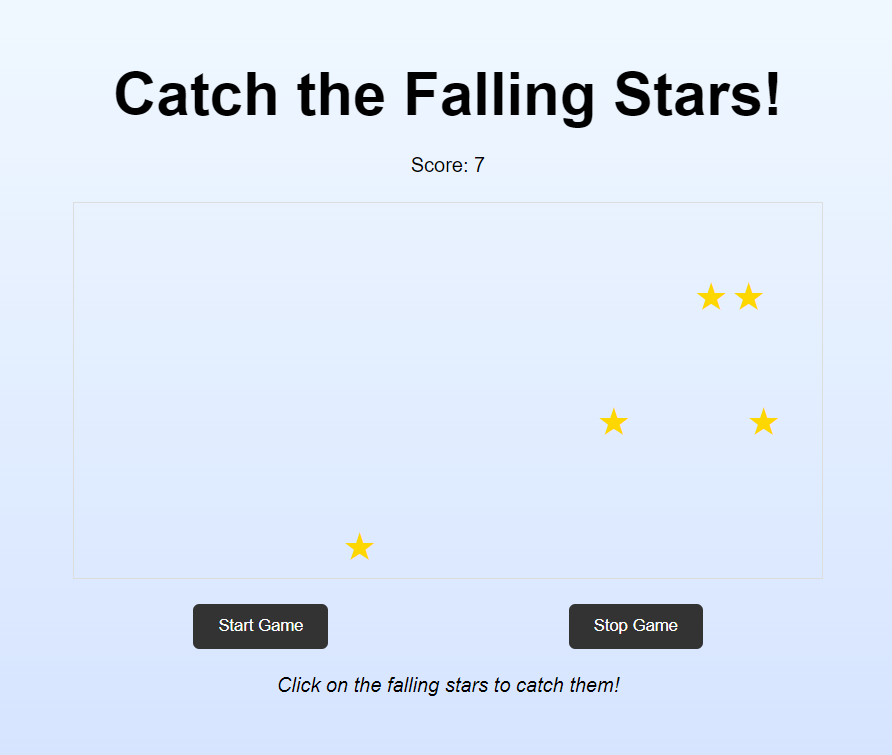 Catch the Falling Stars!
Score: 7
Start Game
Stop Game
Click on the falling stars to catch them!